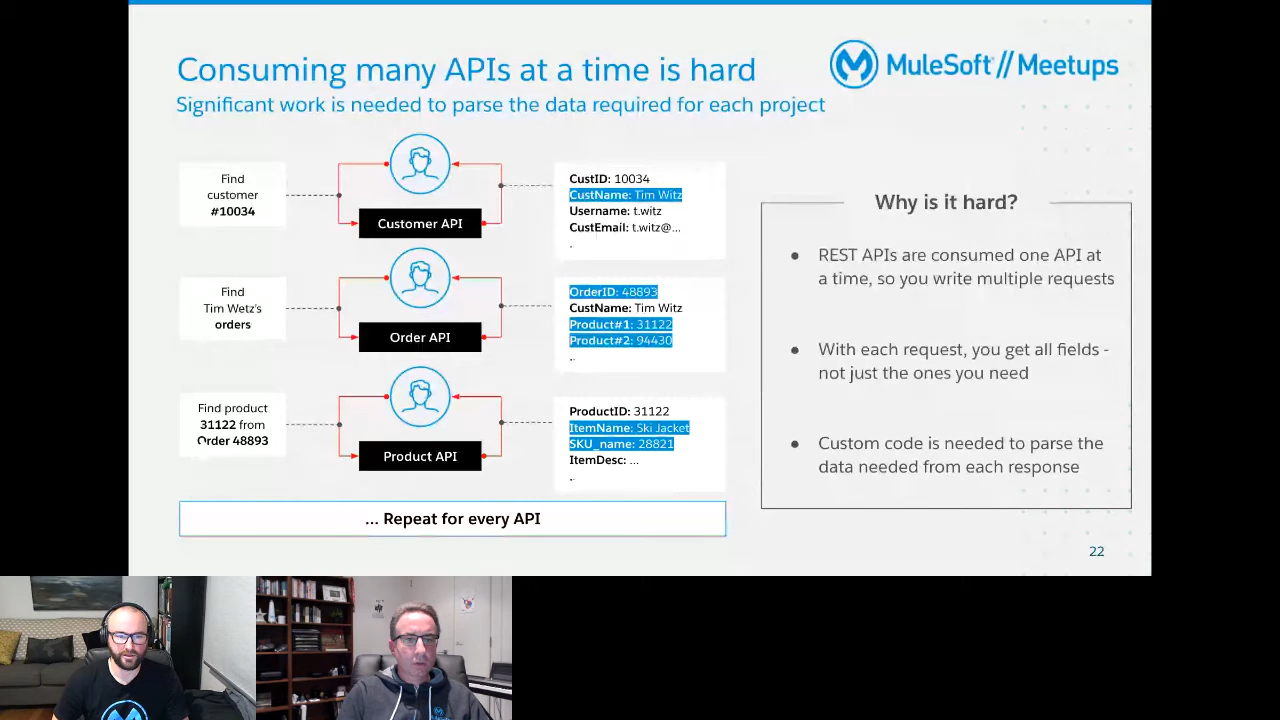 Consuming many APIs at a time is hard
Significant work is needed to parse the data required for each project
MuleSoft // Meetups
Find
customer
#10034
Customer API
CustID: 10034
CustName: Tim Witz
Username: t.witz
CustEmail: t.witz@...
.
Find
Tim Wetz's
orders
Order API
OrderID: 48893
CustName: Tim Witz
Product#1: 31122
Product#2: 94430
..
Find product
31122 from
Order 48893
Product API
ProductID: 31122
ItemName: Ski Jacket
SKU_name: 28821
ItemDesc: ...
..
... Repeat for every API
Why is it hard?
● REST APIs are consumed one API at
a time, so you write multiple requests
● With each request, you get all fields -
not just the ones you need
● Custom code is needed to parse the
data needed from each response
22